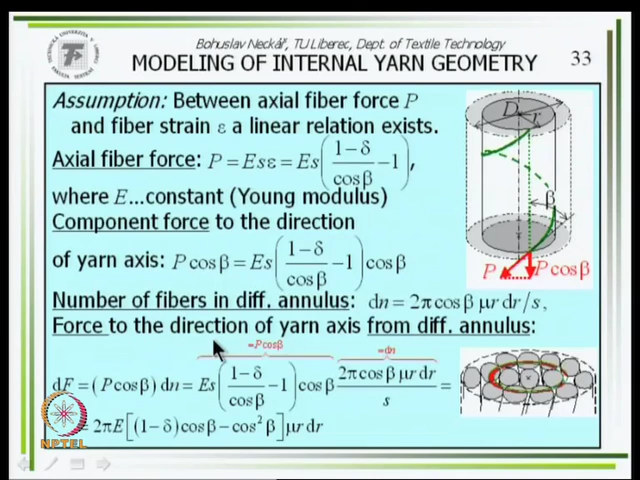 Bohuslav Neckář, TU Liberec, Dept. of Textile Technology
MODELING OF INTERNAL YARN GEOMETRY
33
Assumption: Between axial fiber force P
and fiber strain ε a linear relation exists.
Axial fiber force: P = Esε = Es((1−δ)/cosβ − 1),
where E...constant (Young modulus)
Component force to the direction
of yarn axis: P cosβ = Es((1−δ)/cosβ − 1) cosβ
Number of fibers in diff. annulus: dn = 2π cosβ μr dr/s,
Force to the direction of yarn axis from diff. annulus:
=P cosβ =dn
dF = (P cosβ) dn = Es((1−δ)/cosβ − 1) cosβ 2π cosβ μr dr/s =
= 2πE[(1−δ) cosβ − cos²β] μr dr
D
r
β
P
P cosβ
NPTEL